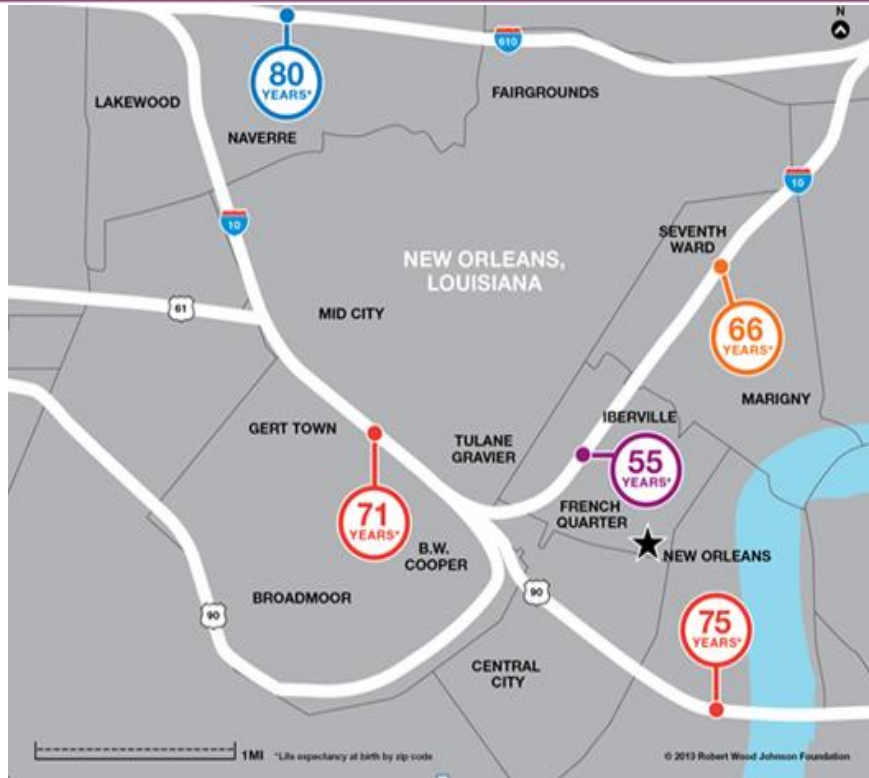 N
610
80
YEARS*
LAKEWOOD
FAIRGROUNDS
NAVERRE
10
10
SEVENTH
WARD
NEW ORLEANS,
LOUISIANA
61
MID CITY
66
YEARS*
MARIGNY
IBERVILLE
GERT TOWN
TULANE
GRAVIER
55
YEARS*
71
YEARS*
FRENCH
QUARTER
B.W.
COOPER
NEW ORLEANS
90
BROADMOOR
90
75
YEARS*
CENTRAL
CITY
1MI
*Life expectancy at birth by zip code
© 2013 Robert Wood Johnson Foundation